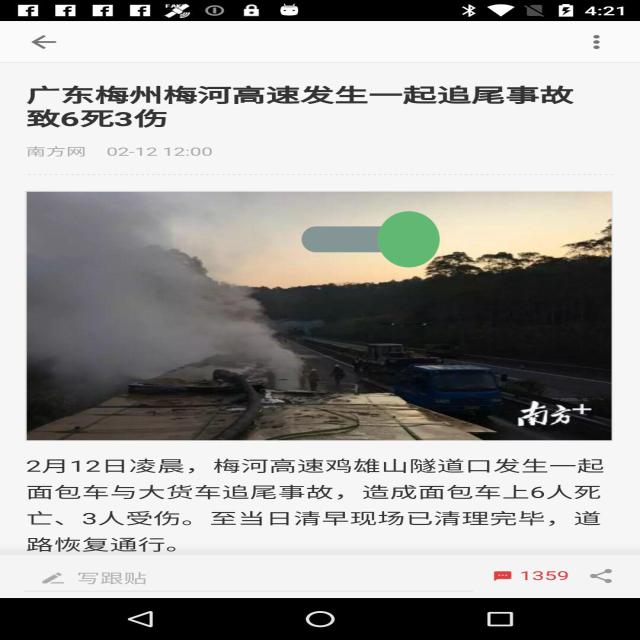 4:21
广东梅州梅河高速发生一起追尾事故
致6死3伤
南方网 02-12 12:00
南方+
2月12日凌晨，梅河高速鸡雄山隧道口发生一起
面包车与大货车追尾事故，造成面包车上6人死
亡、3人受伤。至当日清早现场已清理完毕，道
路恢复通行。
写跟贴 1359